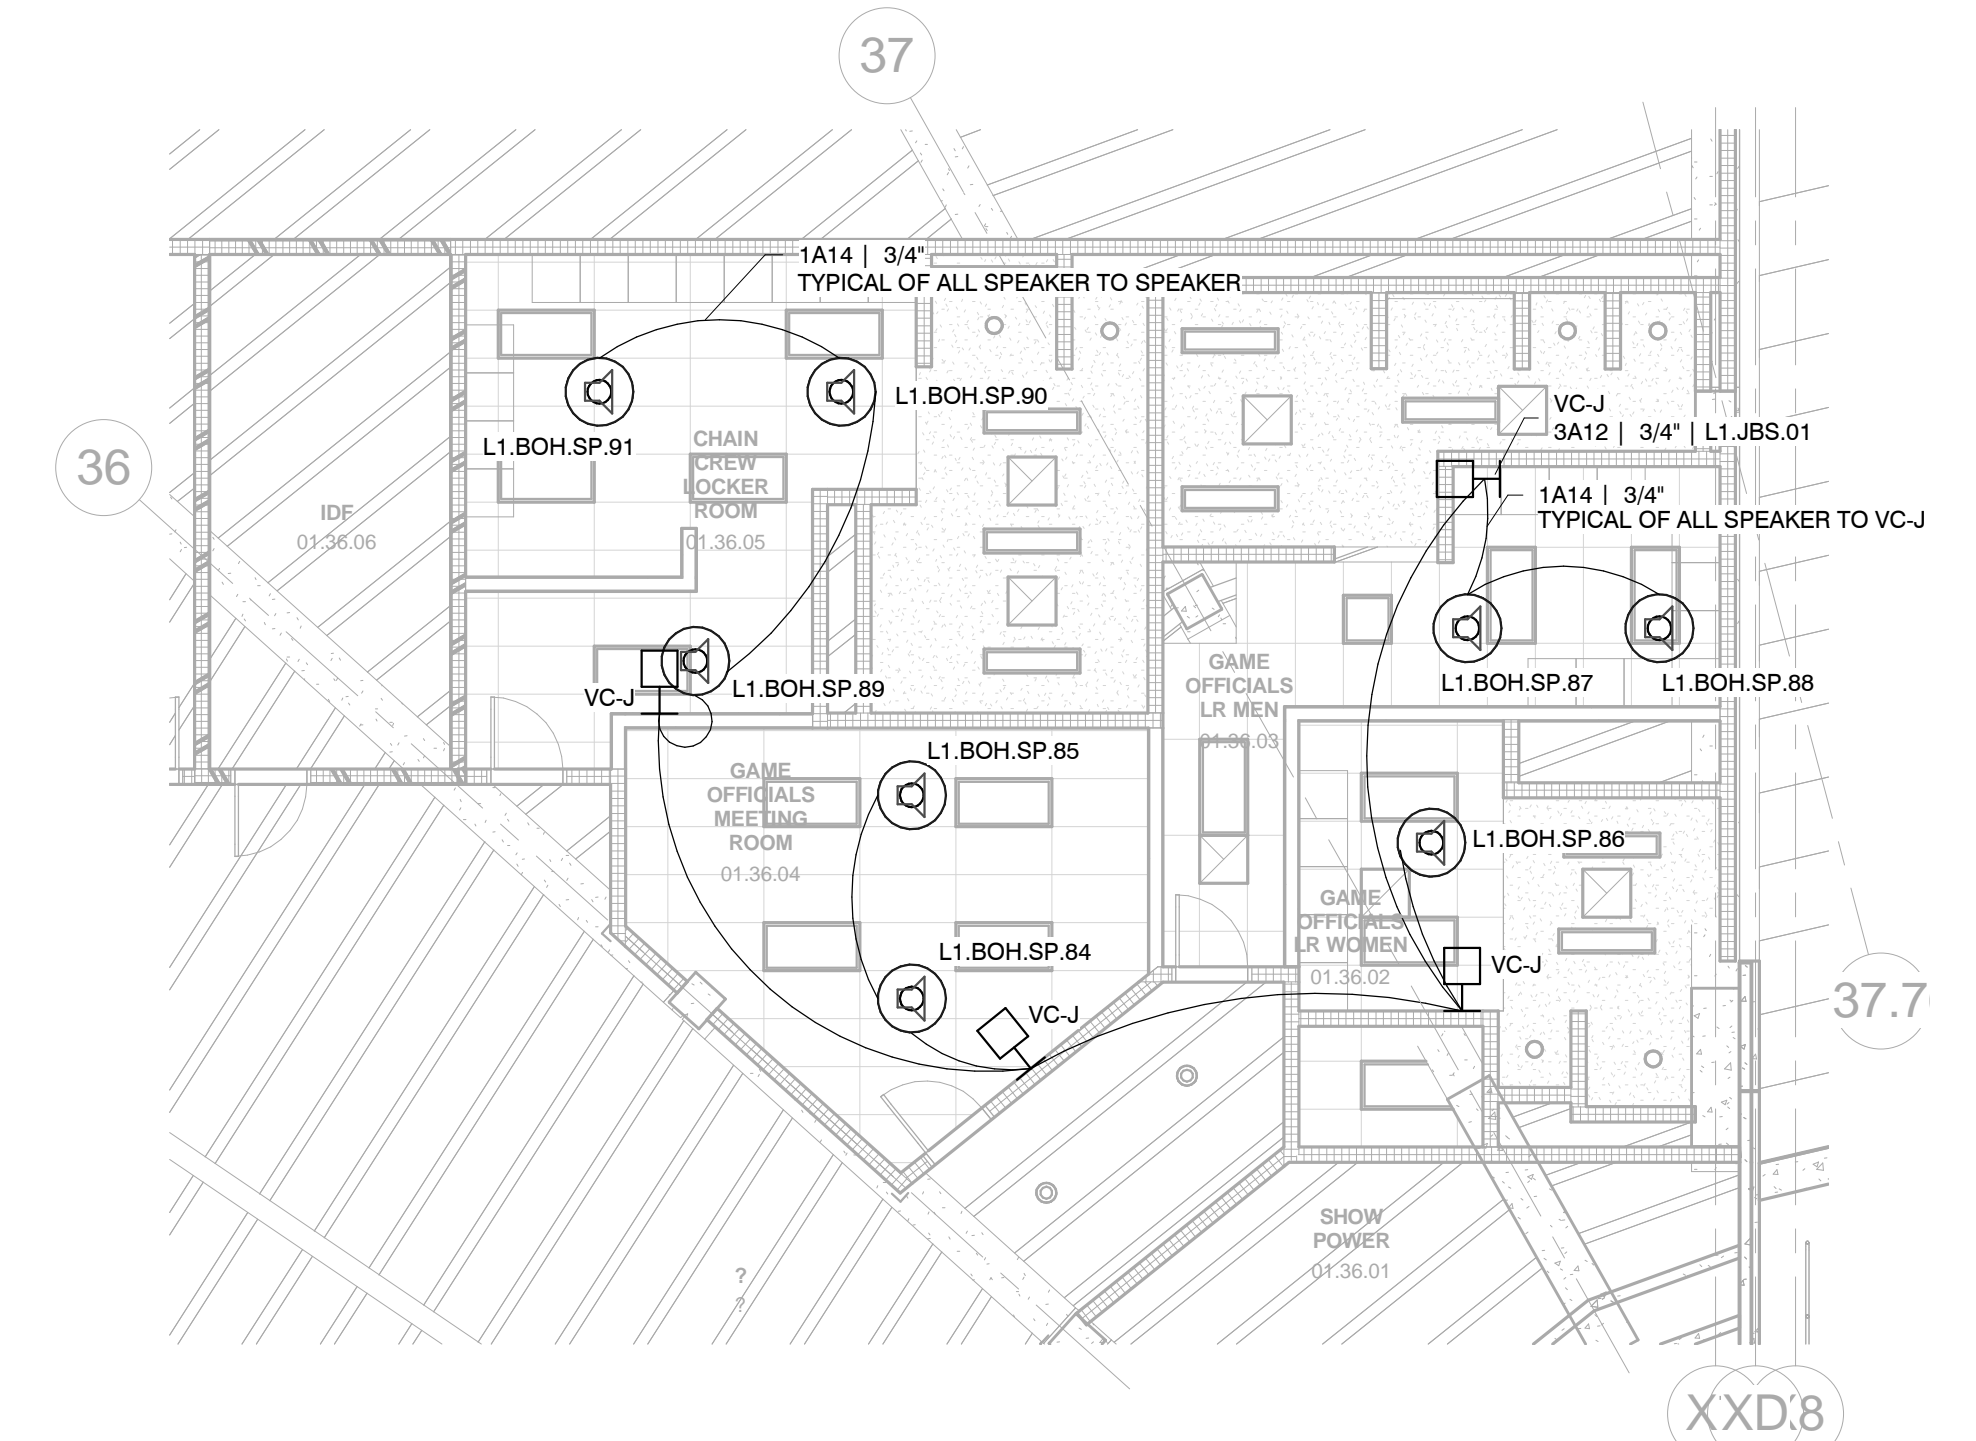 37
1A14 | 3/4"
TYPICAL OF ALL SPEAKER TO SPEAKER
L1.BOH.SP.90
L1.BOH.SP.91
VC-J
3A12 | 3/4" | L1.JBS.01
36
CHAIN
CREW
LOCKER
ROOM
01.36.05
IDF
01.36.06
1A14 | 3/4"
TYPICAL OF ALL SPEAKER TO VC-J
GAME
OFFICIALS
LR MEN
01.36.03
L1.BOH.SP.87
L1.BOH.SP.88
L1.BOH.SP.89
VC-J
L1.BOH.SP.85
GAME
OFFICIALS
MEETING
ROOM
01.36.04
L1.BOH.SP.86
GAME
OFFICIALS
LR WOMEN
01.36.02
L1.BOH.SP.84
VC-J
VC-J
37.7
SHOW
POWER
01.36.01
?
?
XXD 8